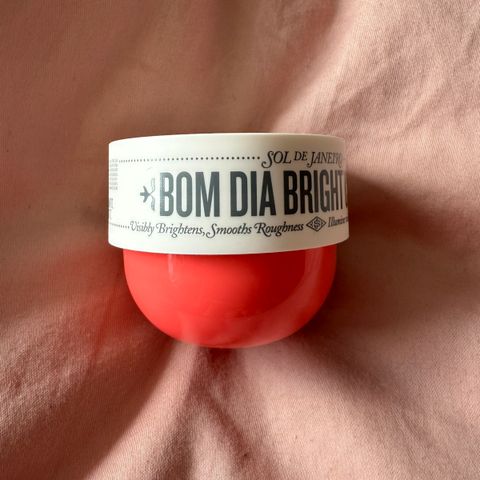 SOL DE JANEIRO
BOM DIA BRIGHT
Visibly Brightens, Smooths Roughness